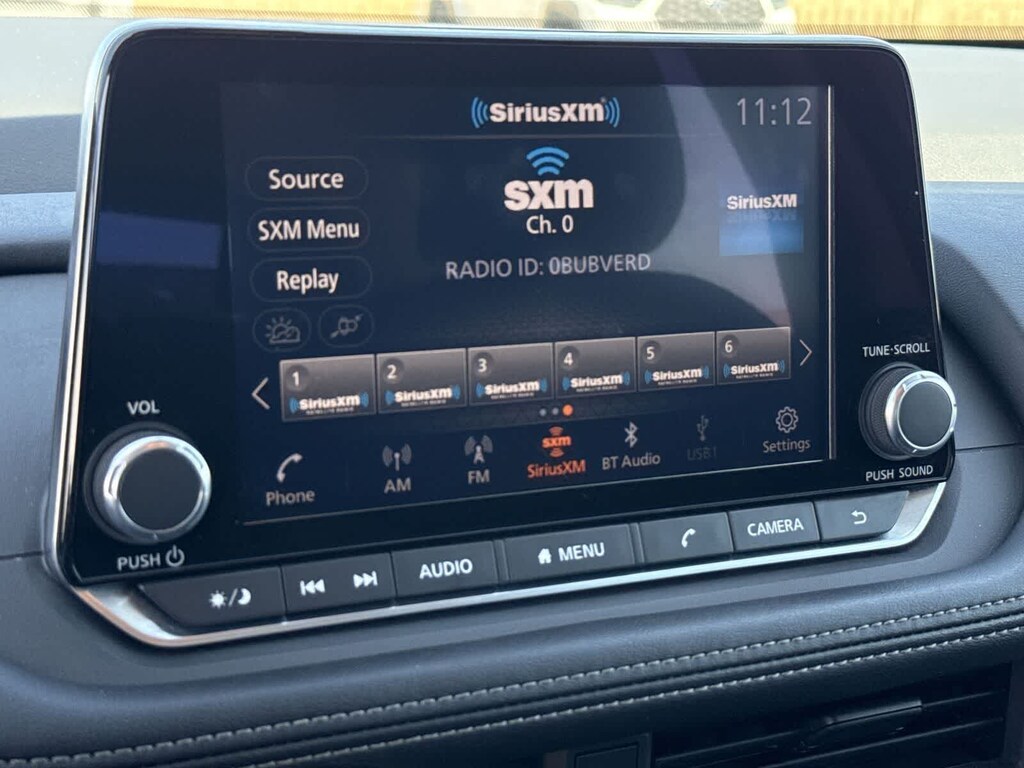 SiriusXM
11:12
Source
sxm
SiriusXM
SXM Menu
Ch. 0
Replay
RADIO ID: 0BUBVERD
1
2
3
4
5
6
SiriusXM
SiriusXM
SiriusXM
SiriusXM
SiriusXM
SiriusXM
TUNE·SCROLL
VOL
Phone
AM
FM
sxm
SiriusXM
BT Audio
USB1
Settings
PUSH SOUND
PUSH
AUDIO
MENU
CAMERA